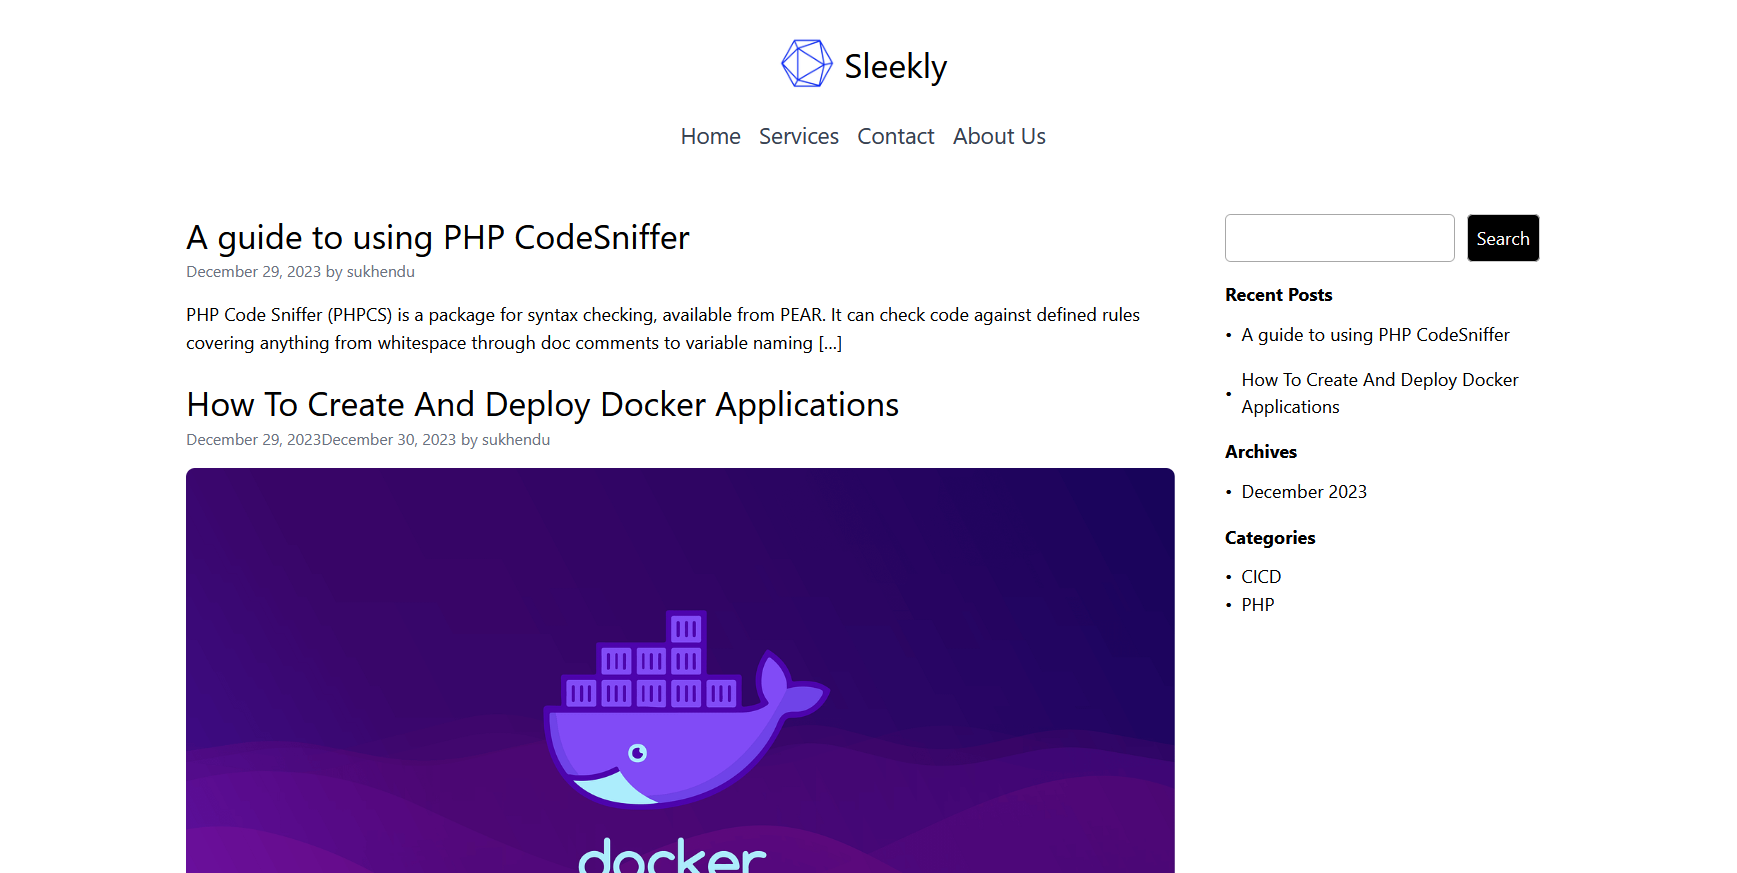 Sleekly
Home Services Contact About Us
A guide to using PHP CodeSniffer
December 29, 2023 by sukhendu
PHP Code Sniffer (PHPCS) is a package for syntax checking, available from PEAR. It can check code against defined rules
covering anything from whitespace through doc comments to variable naming [...]
How To Create And Deploy Docker Applications
December 29, 2023December 30, 2023 by sukhendu
docker
Search
Recent Posts
• A guide to using PHP CodeSniffer
• How To Create And Deploy Docker
Applications
Archives
• December 2023
Categories
• CICD
• PHP